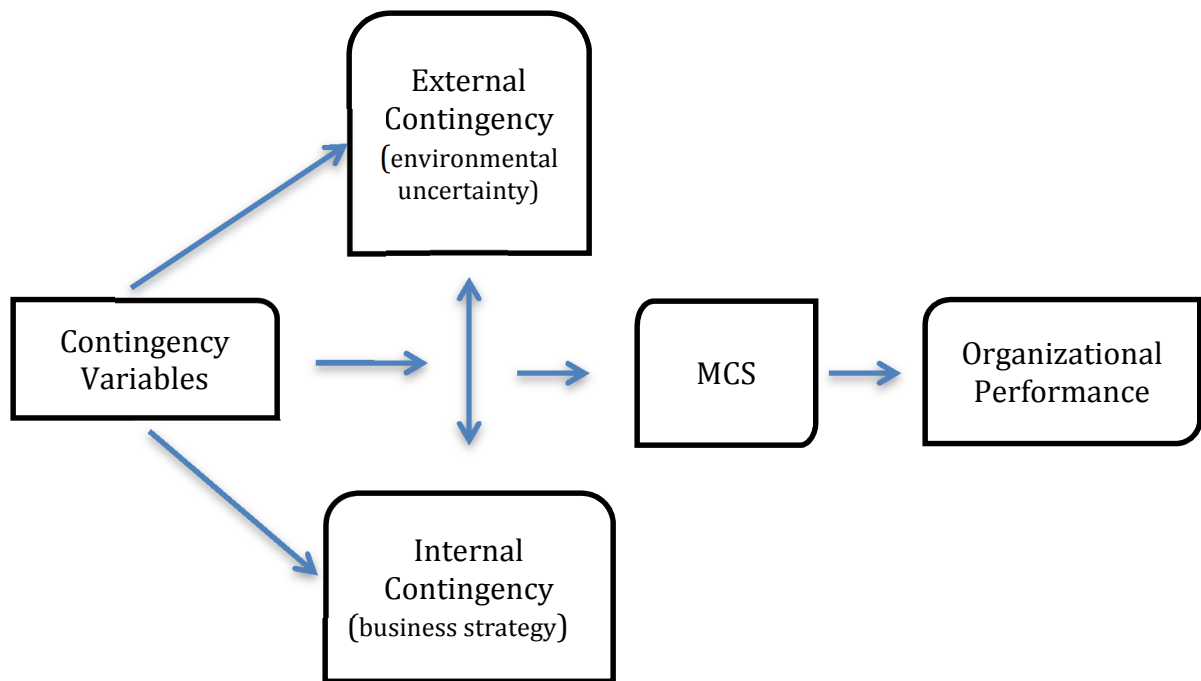 External
Contingency
(environmental
uncertainty)
Contingency
Variables
MCS
Organizational
Performance
Internal
Contingency
(business strategy)